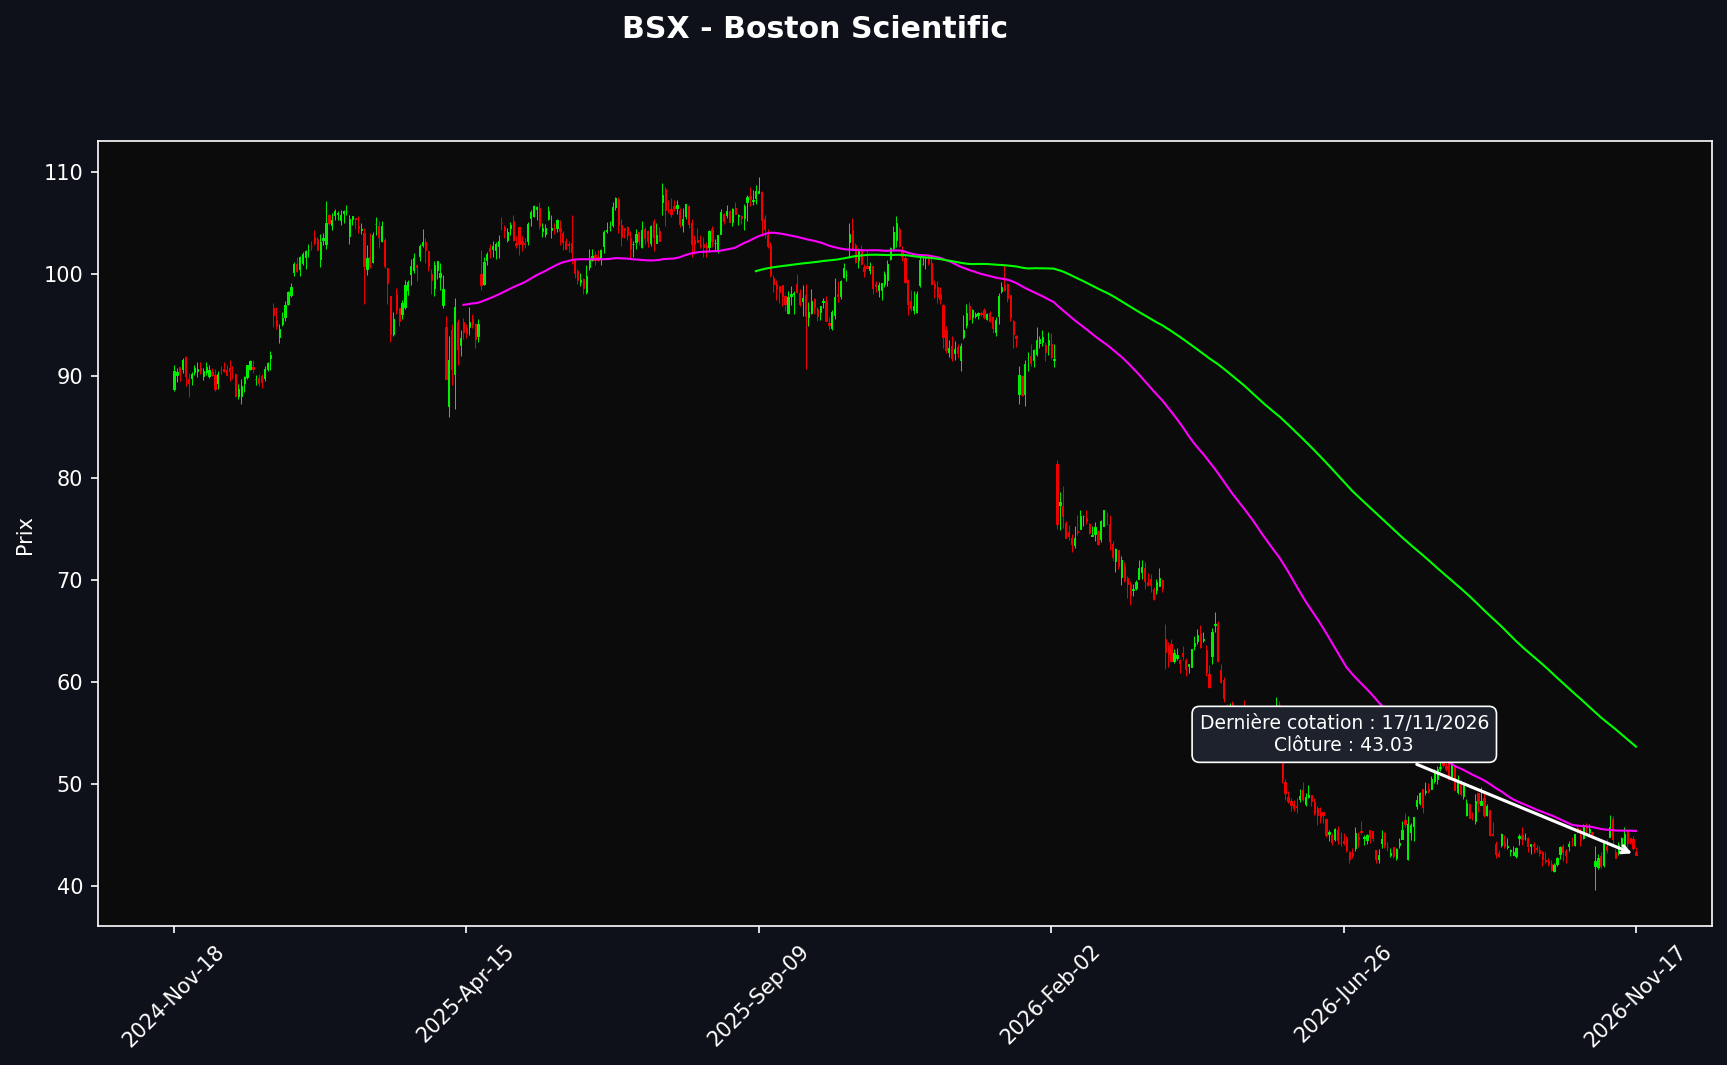 BSX - Boston Scientific
Prix
110
100
90
80
70
60
50
40
Dernière cotation : 17/11/2026
Clôture : 43.03
2024-Nov-18
2025-Apr-15
2025-Sep-09
2026-Feb-02
2026-Jun-26
2026-Nov-17